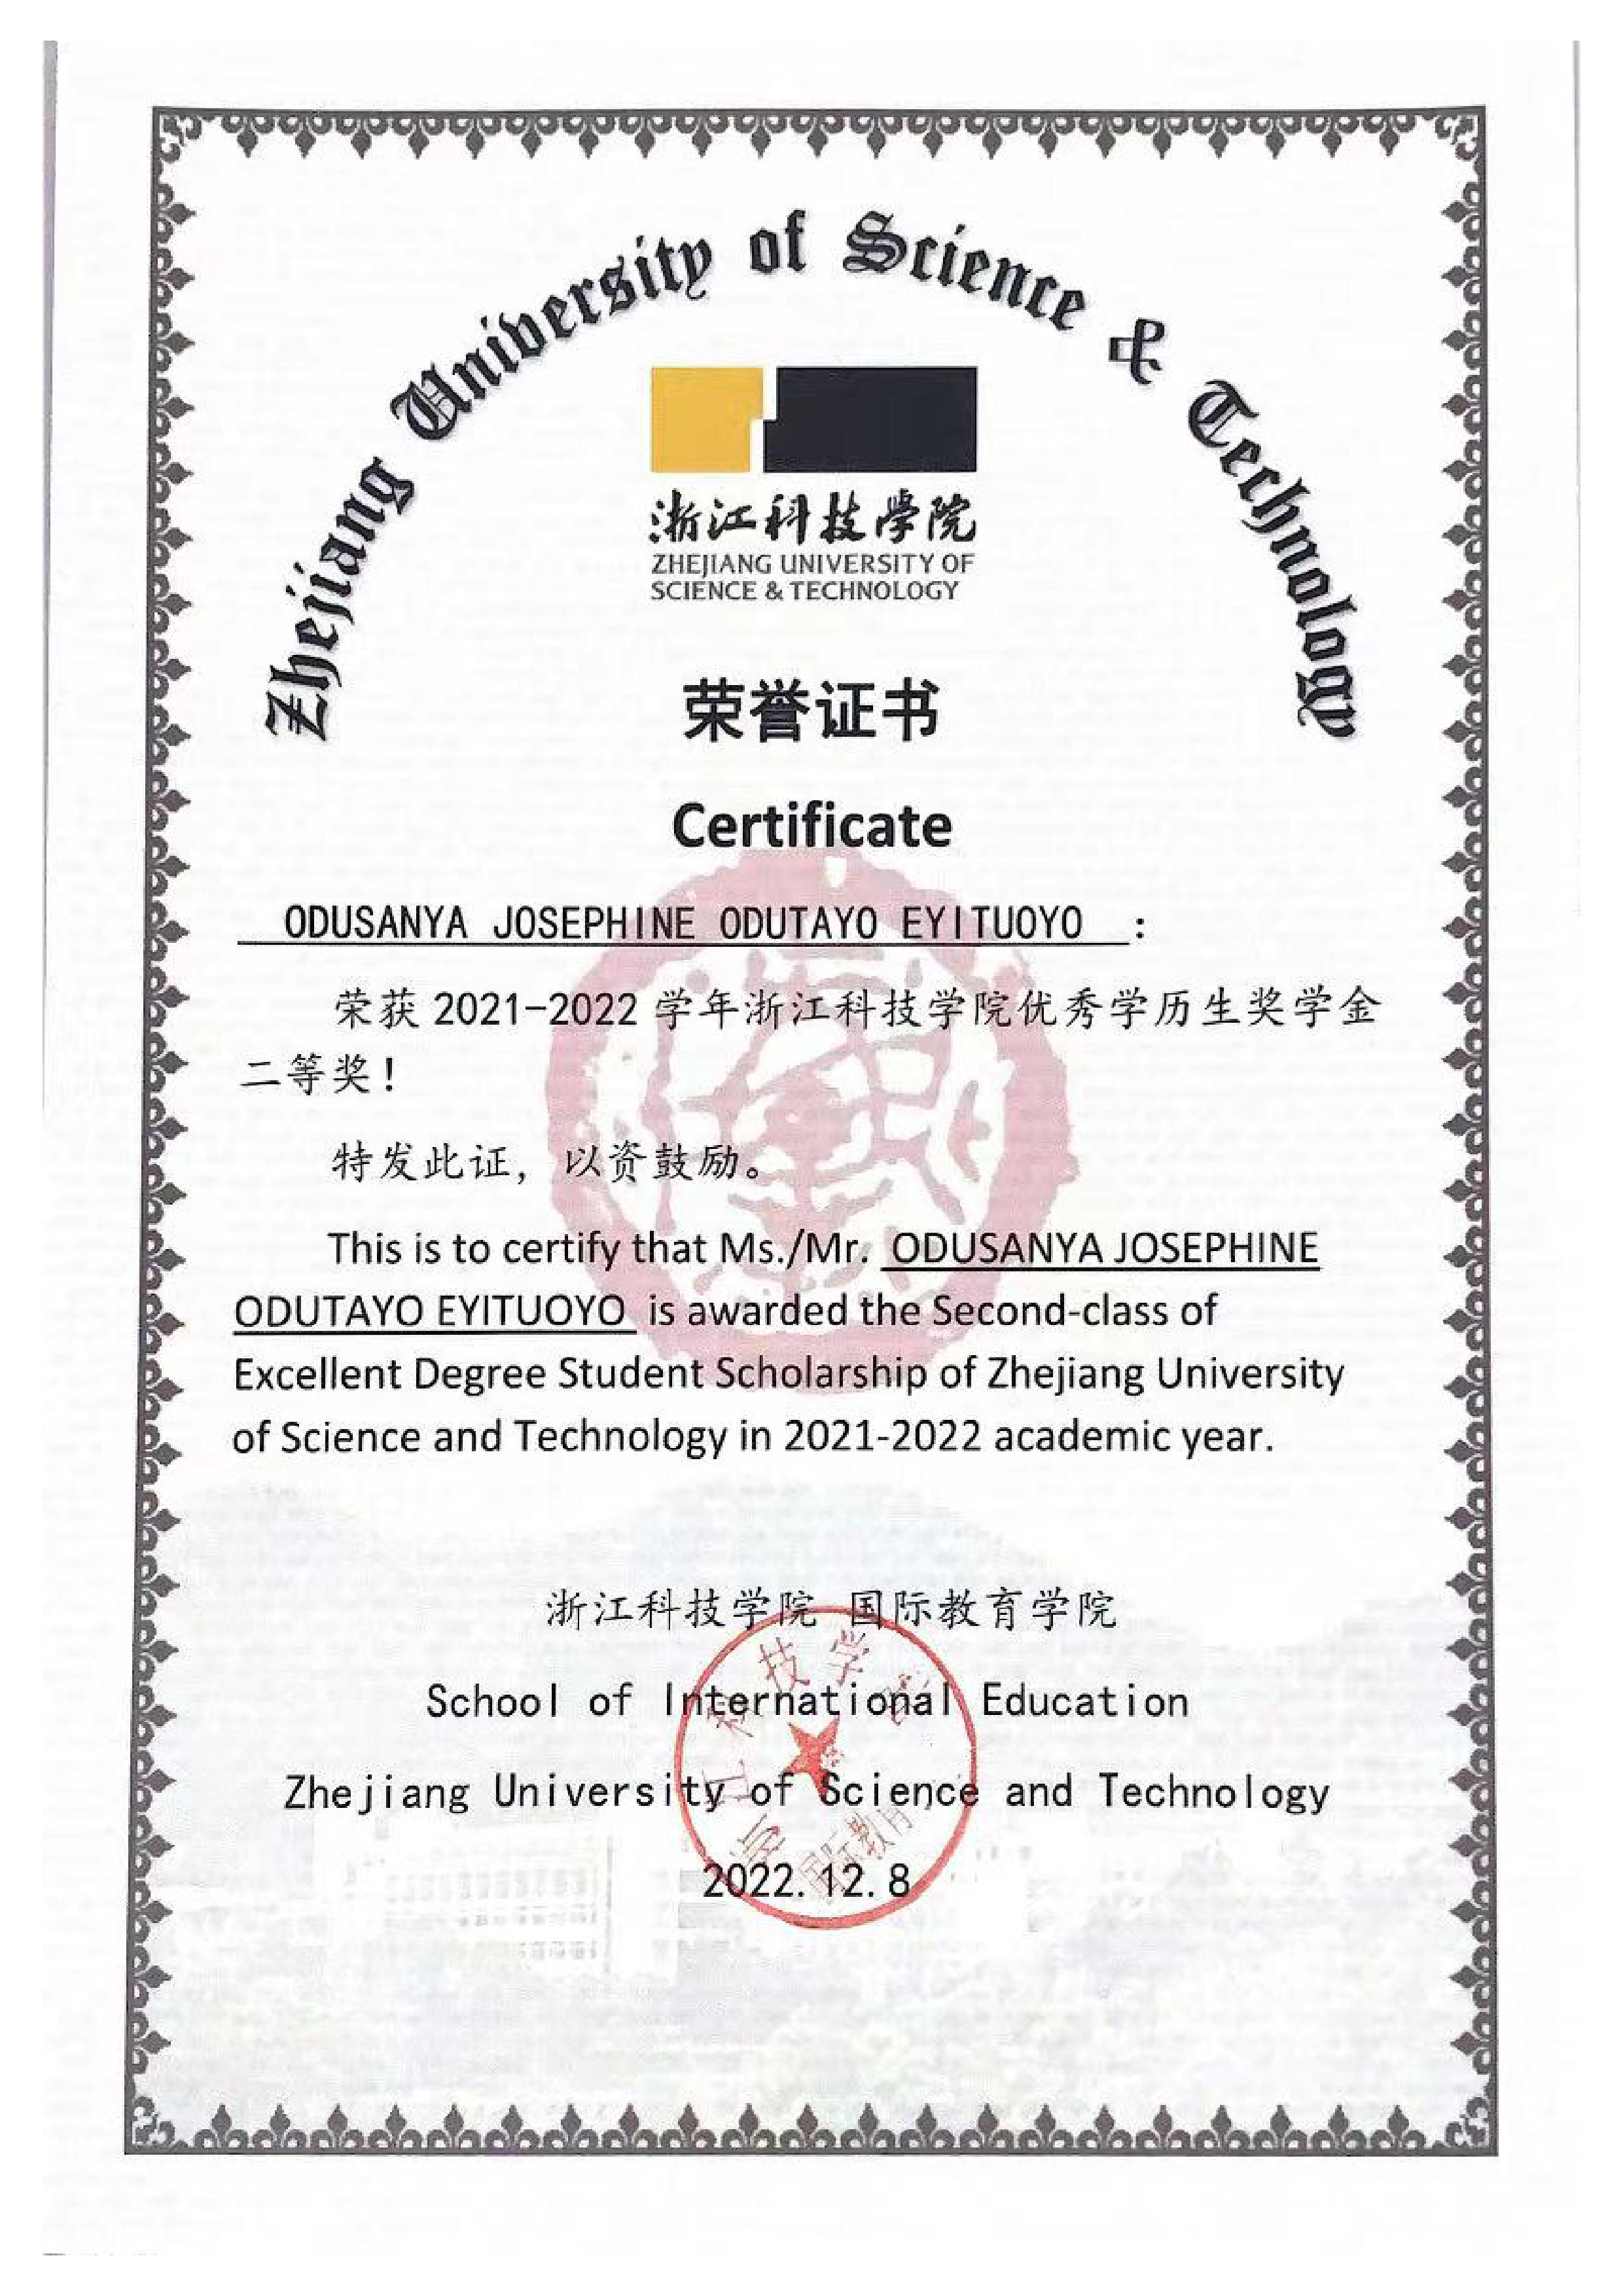 Zhejiang University of Science & Technology
浙江科技學院
ZHEJIANG UNIVERSITY OF
SCIENCE & TECHNOLOGY
荣誉证书
Certificate
ODUSANYA JOSEPHINE ODUTAYO EYITUOYO :
荣获 2021-2022 学年浙江科技学院优秀学历生奖学金
二等奖！
特发此证，以资鼓励。
This is to certify that Ms./Mr. ODUSANYA JOSEPHINE
ODUTAYO EYITUOYO is awarded the Second-class of
Excellent Degree Student Scholarship of Zhejiang University
of Science and Technology in 2021-2022 academic year.
浙江科技学院 国际教育学院
School of International Education
Zhejiang University of Science and Technology
2022.12.8
浙江科技学院
国际教育